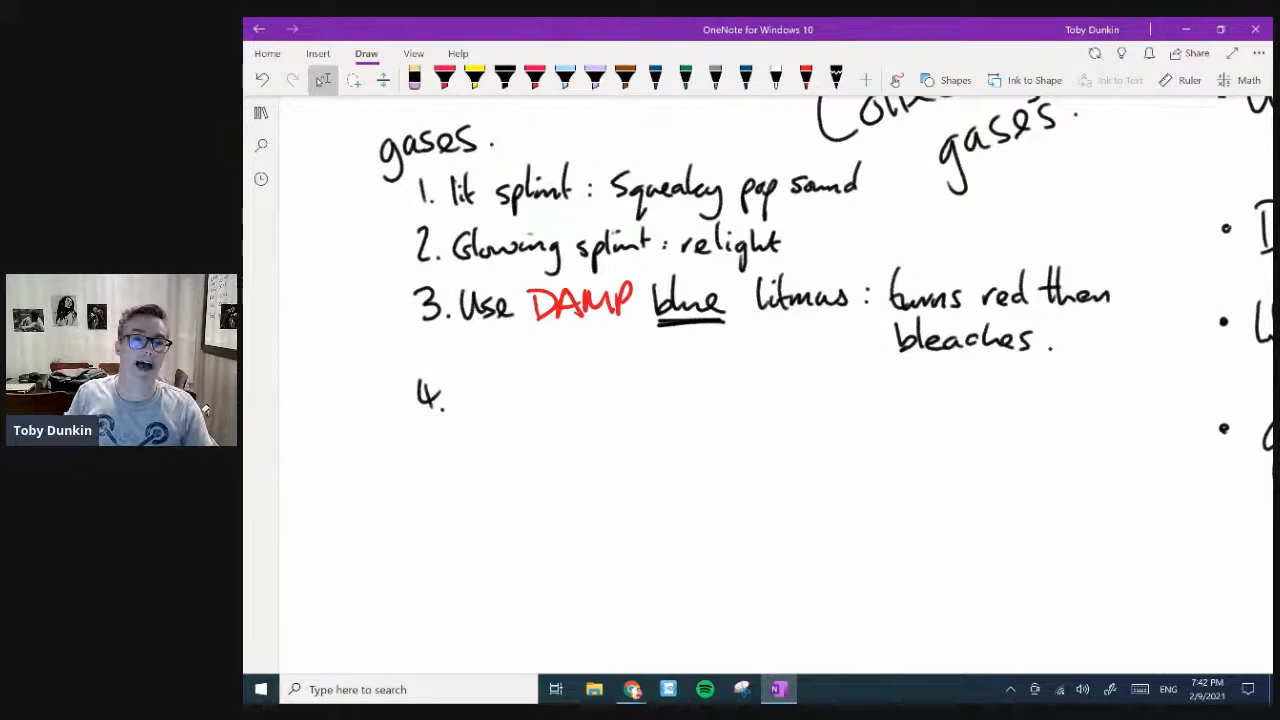 OneNote for Windows 10
Toby Dunkin
Home Insert Draw View Help
Share
Shapes
Ink to Shape
Ink to Text
Ruler
Math
gases.
gases.
1. lit splint : Squeaky pop sound
2. Glowing splint : relight
3. Use DAMP blue litmus : turns red then
bleaches.
4.
Toby Dunkin
Type here to search
ENG
7:42 PM
2/9/2021